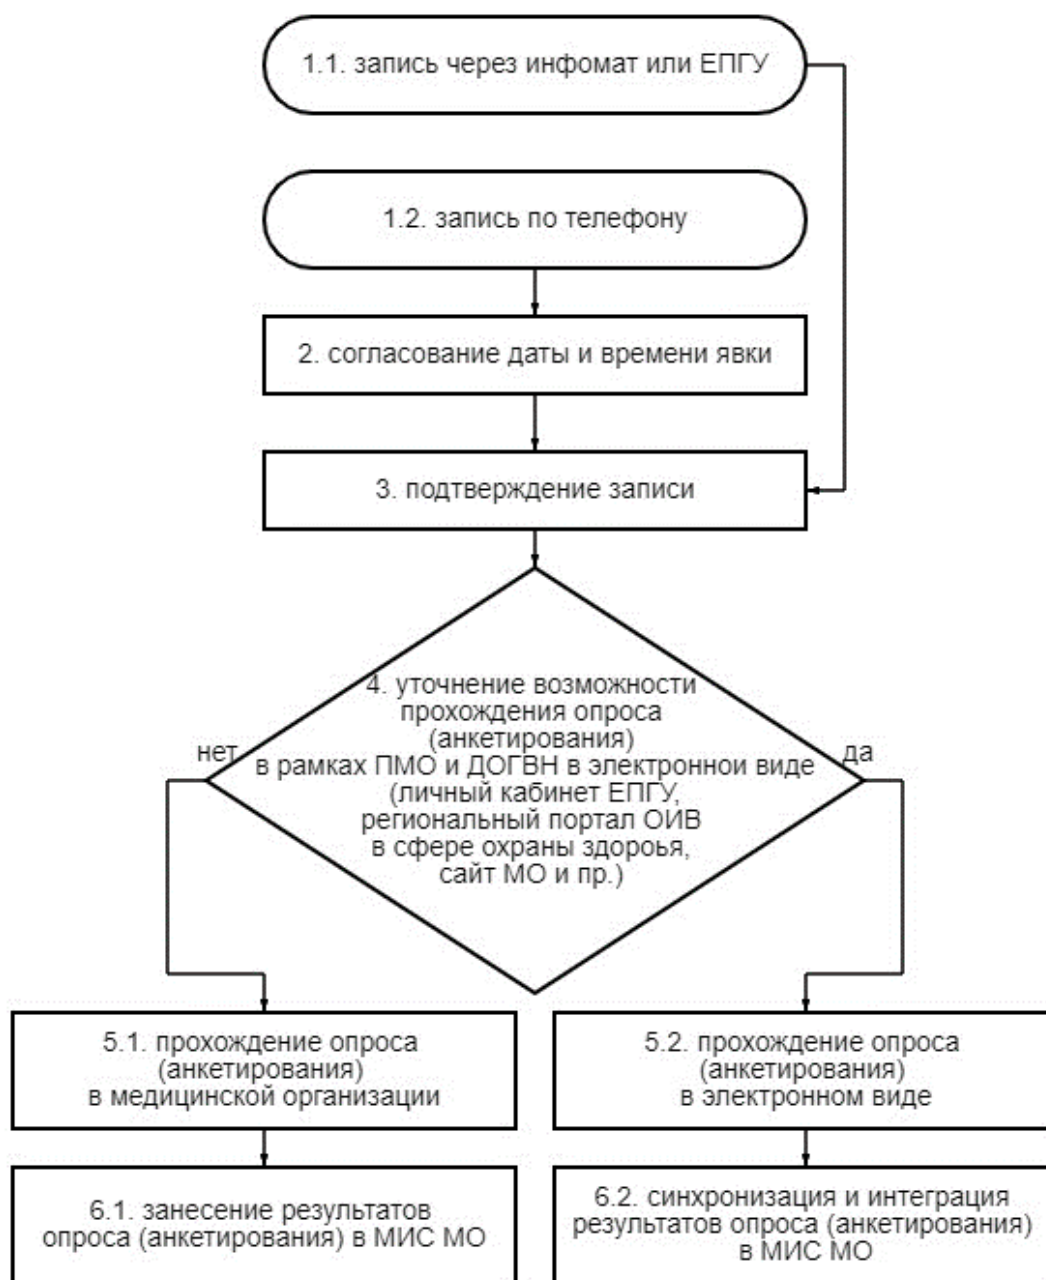 1.1. запись через инфомат или ЕПГУ
1.2. запись по телефону
2. согласование даты и времени явки
3. подтверждение записи
4. уточнение возможности
прохождения опроса
(анкетирования)
в рамках ПМО и ДОГВН в электроннои виде
(личный кабинет ЕПГУ,
региональный портал ОИВ
в сфере охраны здороья,
сайт МО и пр.)
нет
да
5.1. прохождение опроса
(анкетирования)
в медицинской организации
5.2. прохождение опроса
(анкетирования)
в электронном виде
6.1. занесение результатов
опроса (анкетирования) в МИС МО
6.2. синхронизация и интеграция
результатов опроса (анкетирования)
в МИС МО